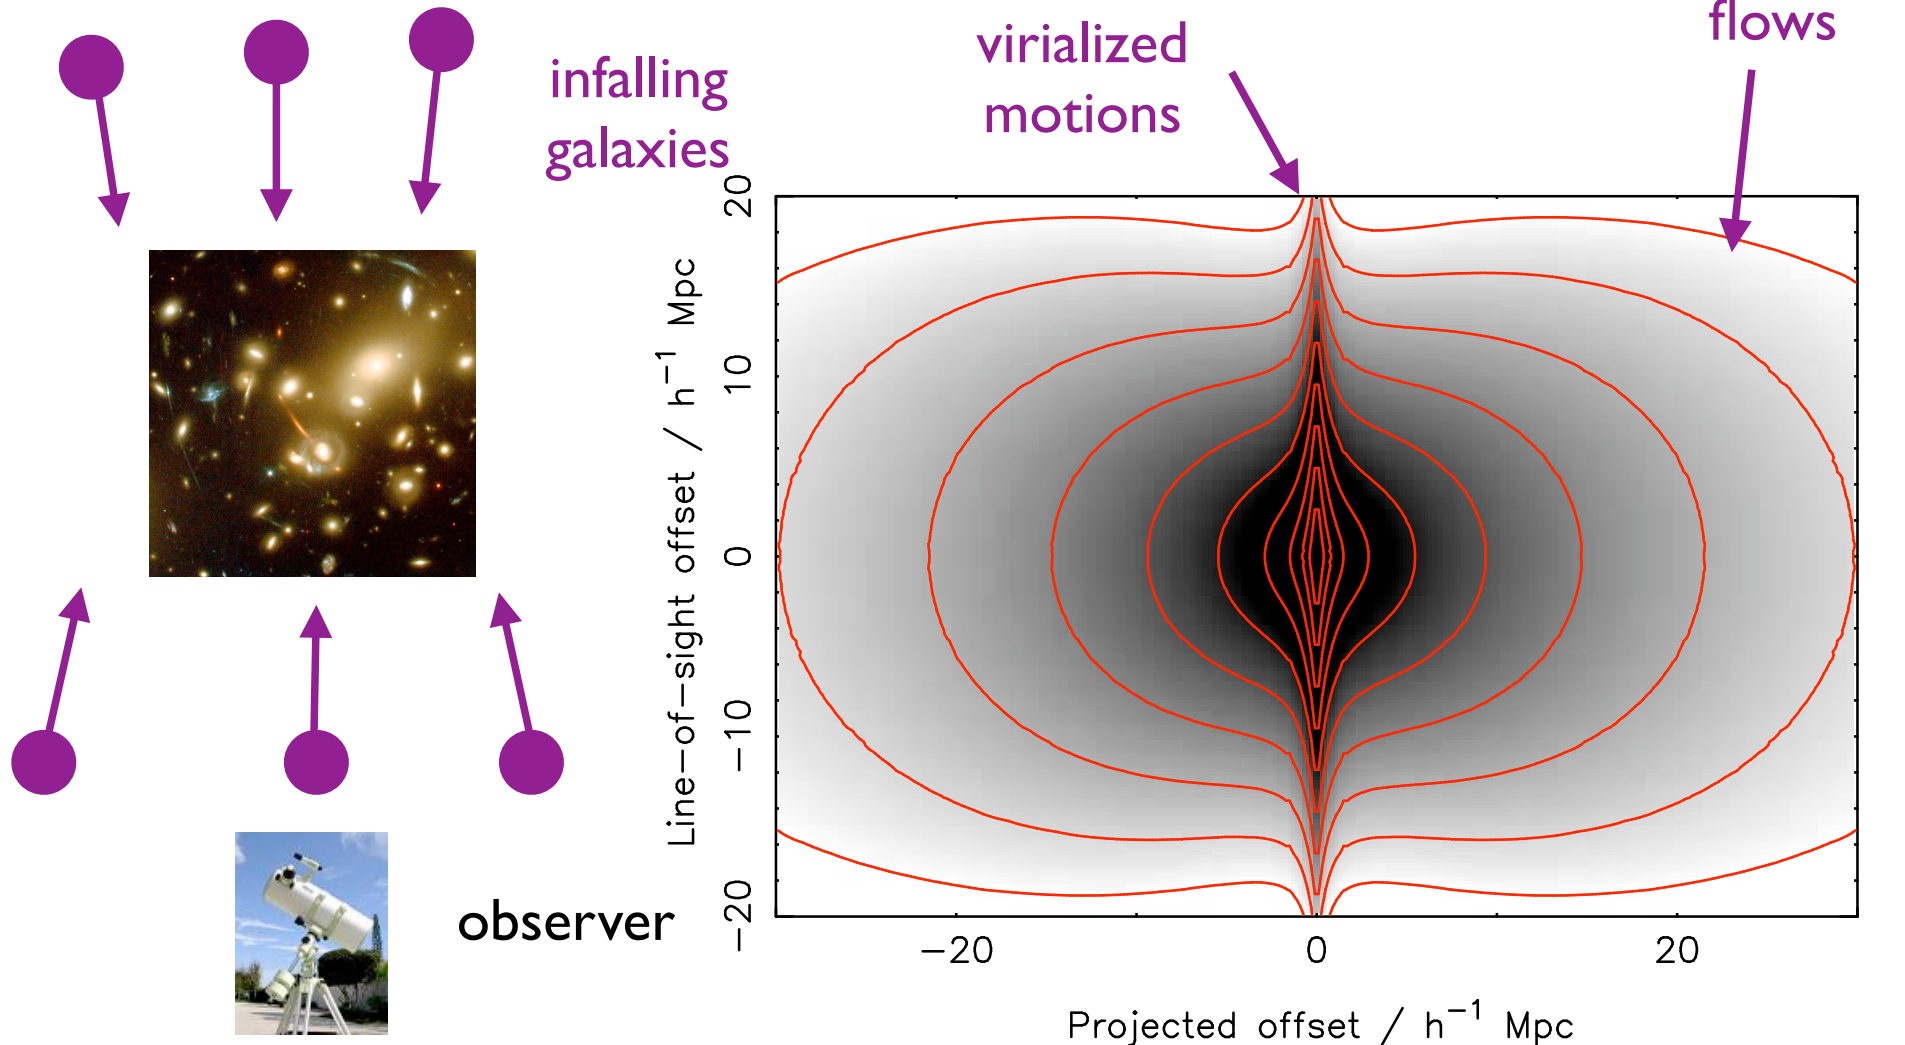 infalling
galaxies
virialized
motions
flows
observer
Line-of-sight offset / h⁻¹ Mpc
20
10
0
−10
−20
−20
0
20
Projected offset / h⁻¹ Mpc